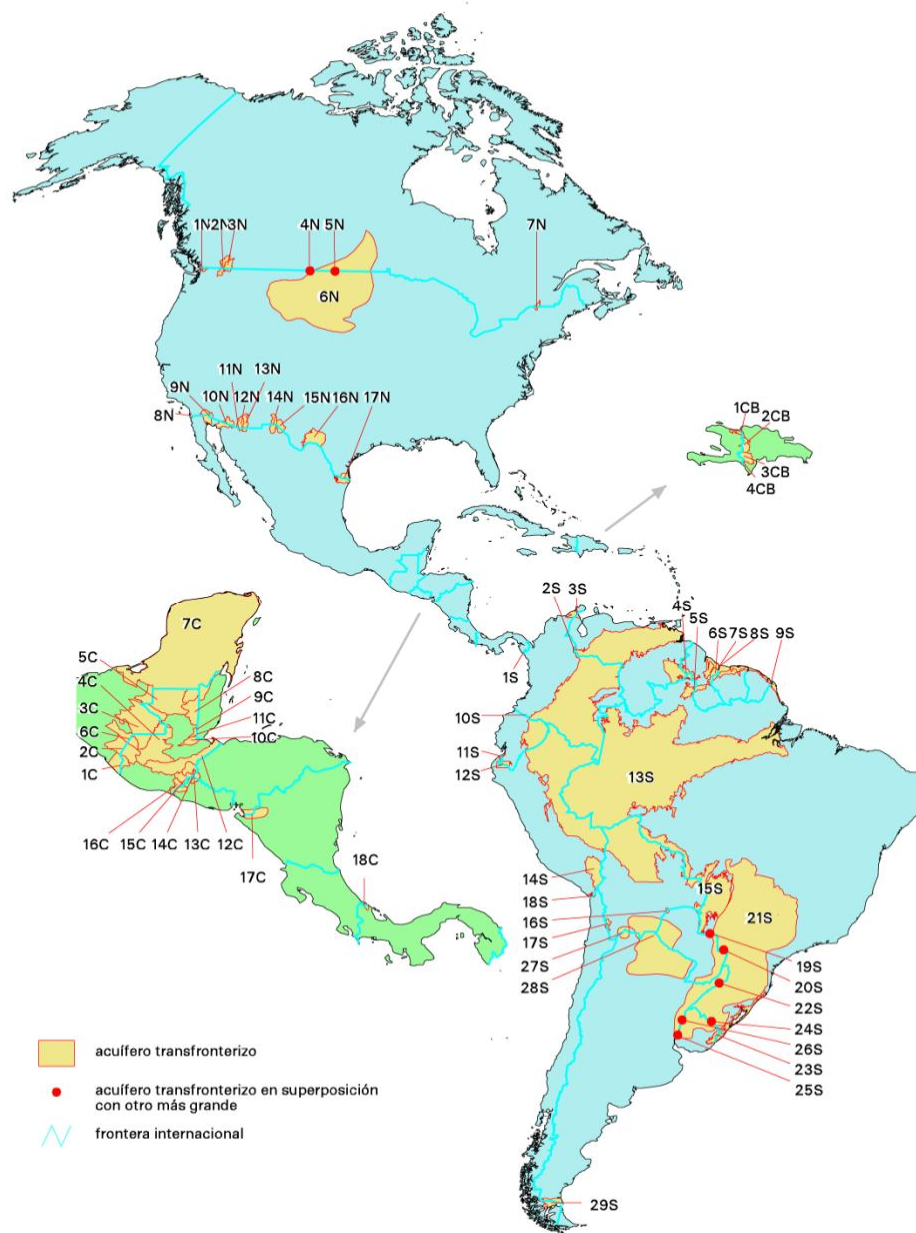 1N 2N 3N 4N 5N 7N
6N
11N 13N
9N 10N 12N 14N 15N 16N 17N
8N
1CB
2CB
3CB
4CB
2S 3S
4S
5S
6S 7S 8S 9S
1S
7C
5C
4C
3C
6C
2C
1C
8C
9C
11C
10C
16C 15C 14C 13C 12C
17C
18C
10S
11S
12S
13S
14S
18S
16S
17S
27S
28S
15S
21S
19S
20S
22S
24S
26S
23S
25S
29S
acuífero transfronterizo
acuífero transfronterizo en superposición
con otro más grande
frontera internacional